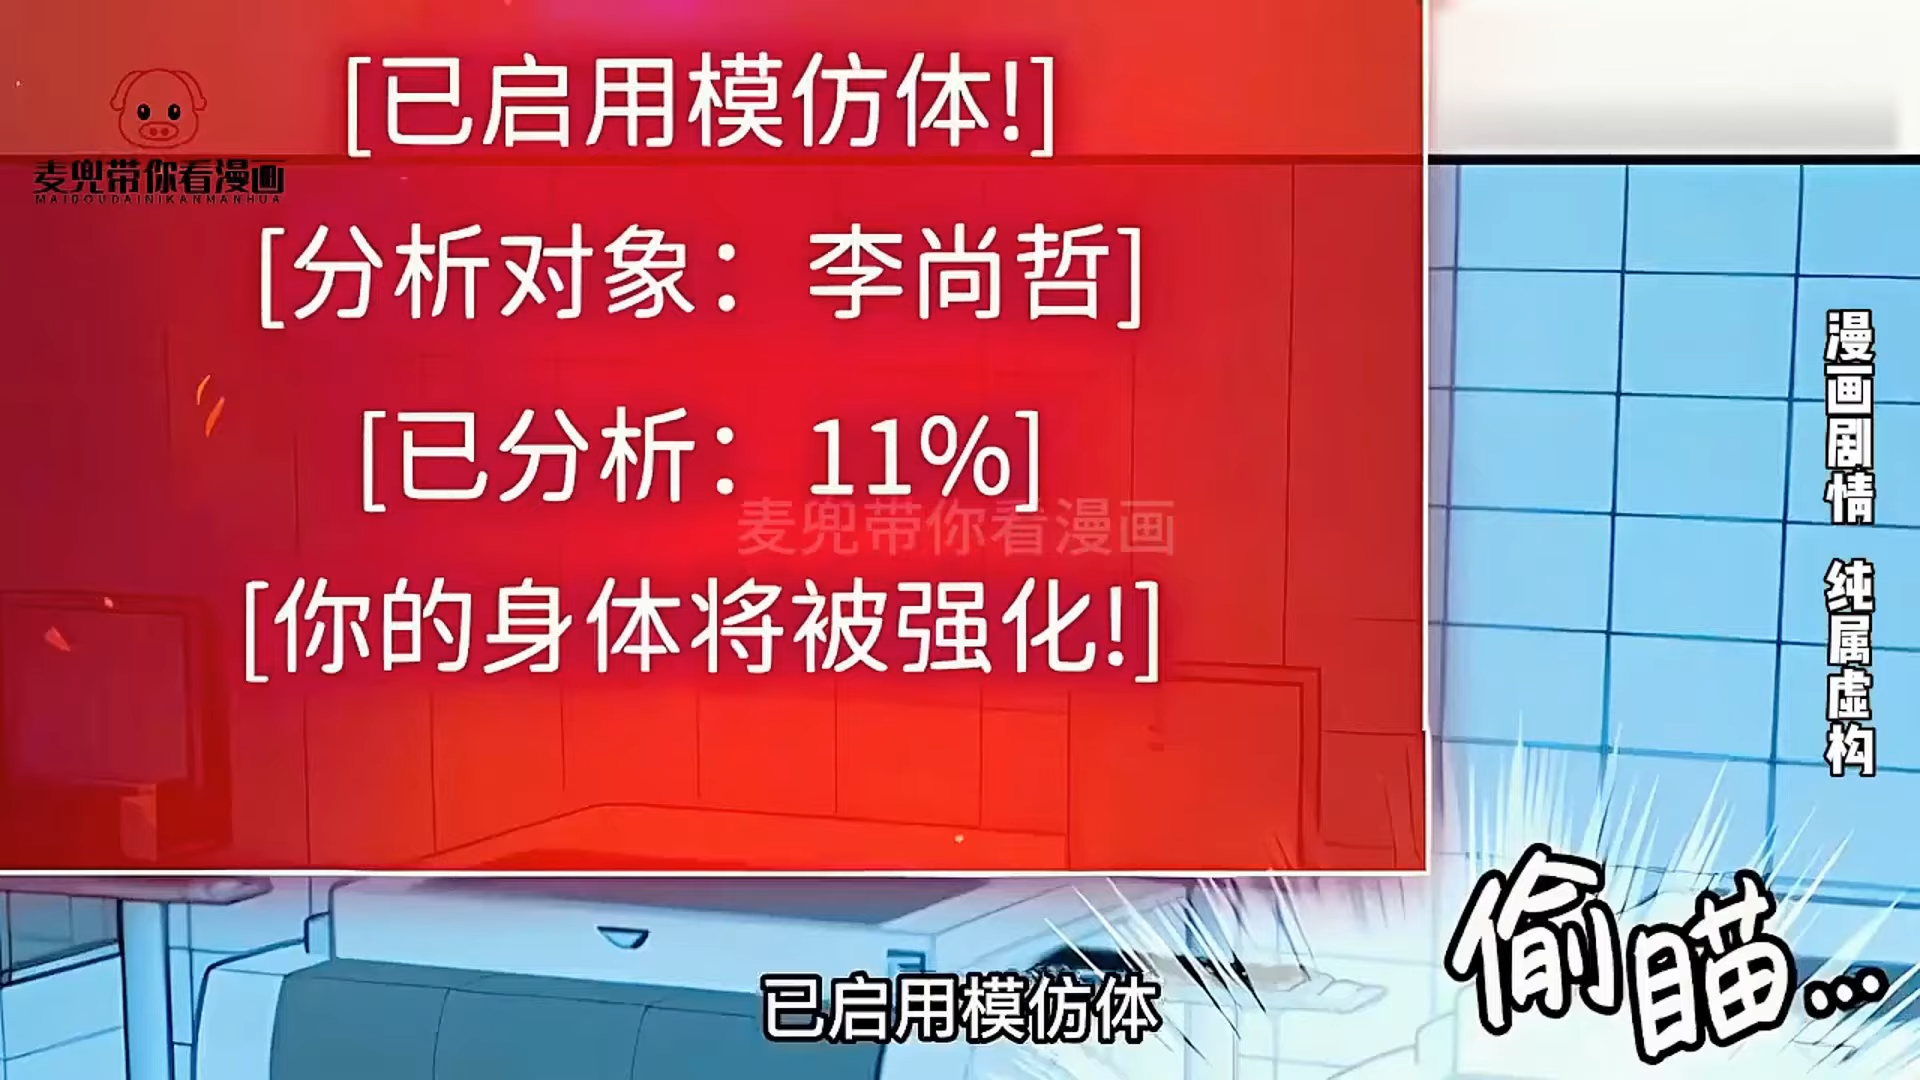 [已启用模仿体!]
麦兜带你看漫画
MAIDOUDAINIKANMANHUA
[分析对象：李尚哲]
[已分析：11%]
麦兜带你看漫画
[你的身体将被强化!]
漫画剧情 纯属虚构
偷瞄...
已启用模仿体